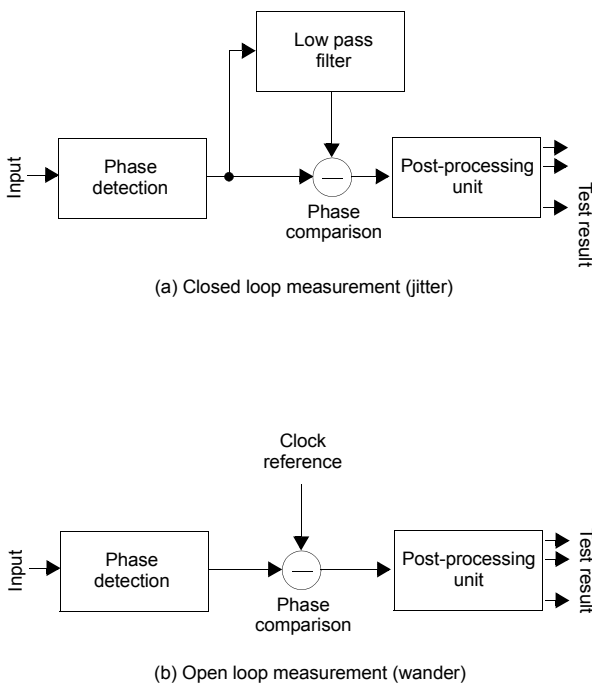 Low pass
filter
Input
Phase
detection
Phase
comparison
Post-processing
unit
Test result
(a) Closed loop measurement (jitter)
Clock
reference
Input
Phase
detection
Phase
comparison
Post-processing
unit
Test result
(b) Open loop measurement (wander)